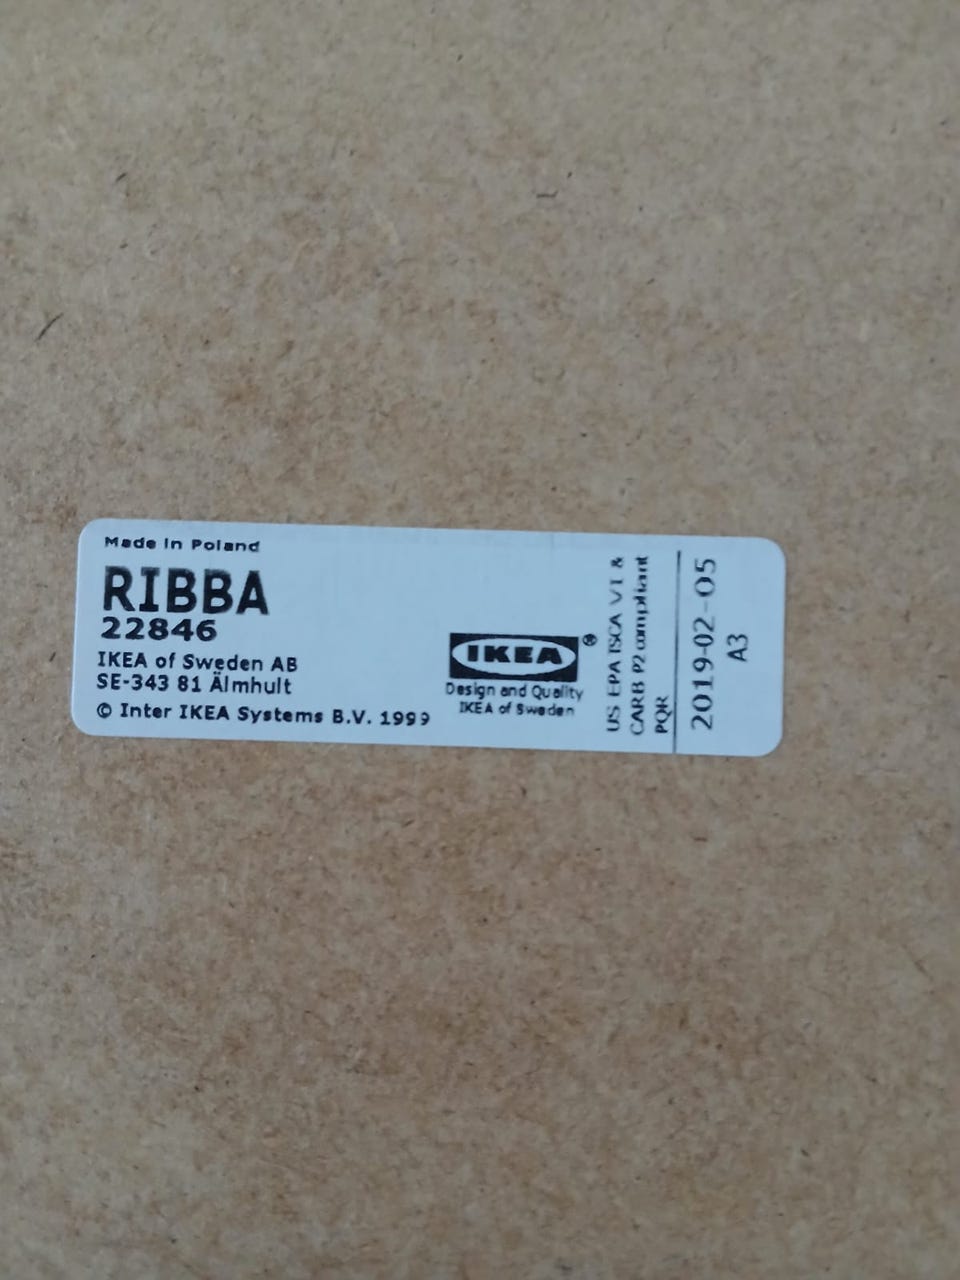 Made in Poland
RIBBA
22846
IKEA of Sweden AB
SE-343 81 Älmhult
© Inter IKEA Systems B.V. 1999
IKEA®
Design and Quality
IKEA of Sweden
US EPA TSCA VI &
CARB P2 compliant
PQR
2019-02-05
A3